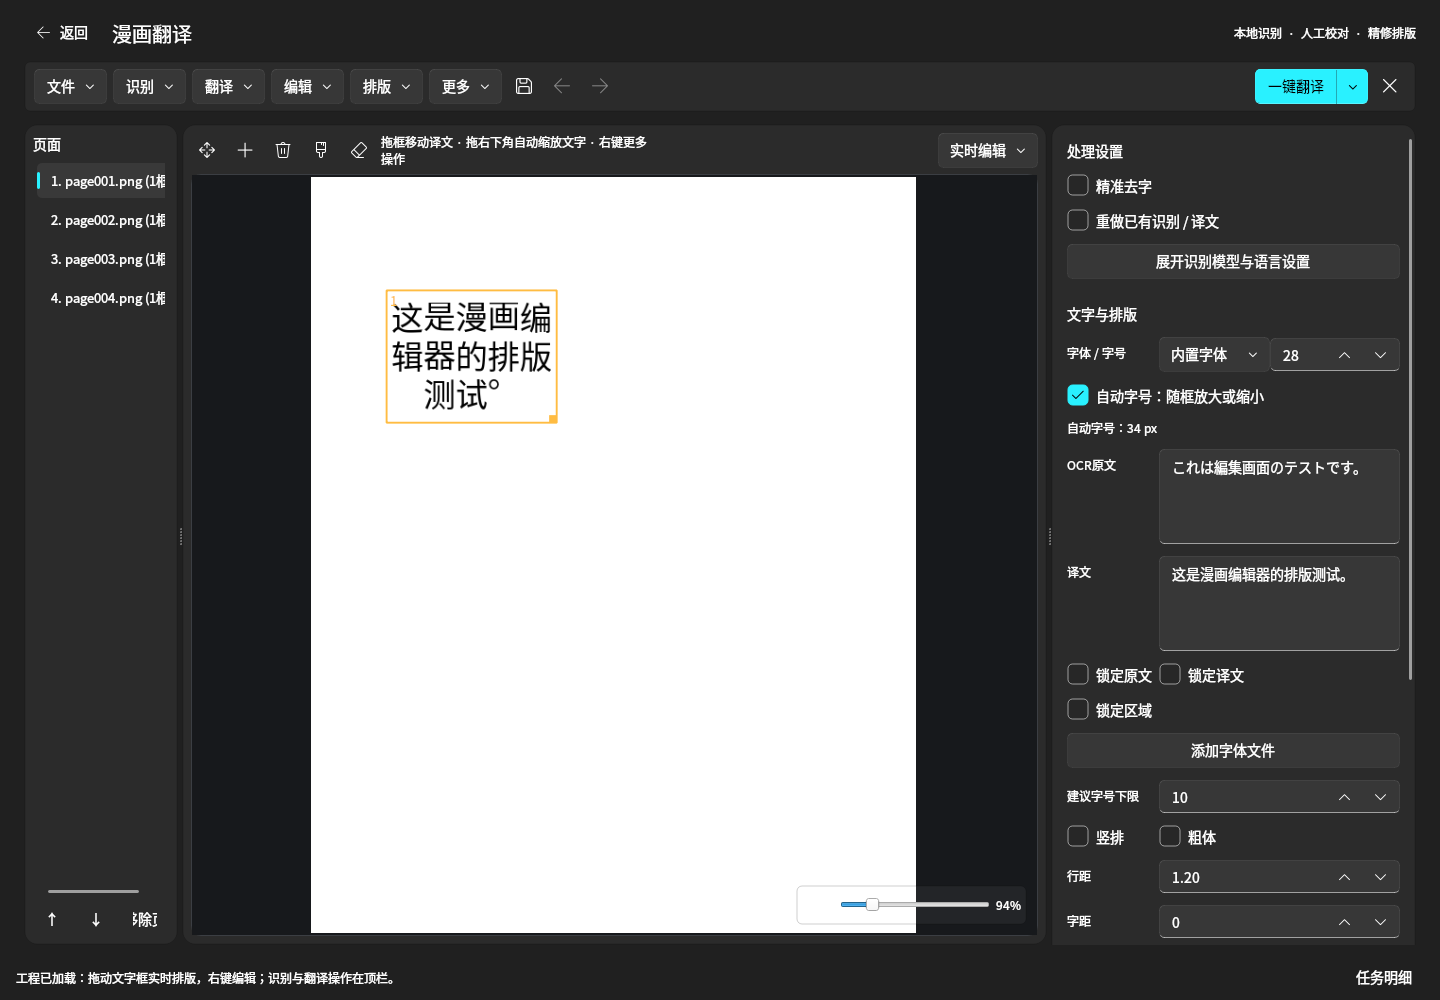 返回
漫画翻译
本地识别 · 人工校对 · 精修排版
文件
识别
翻译
编辑
排版
更多
一键翻译
页面
1. page001.png (1框
2. page002.png (1框
3. page003.png (1框
4. page004.png (1框
移除页
拖框移动译文 · 拖右下角自动缩放文字 · 右键更多
操作
实时编辑
1
这是漫画编
辑器的排版
测试。
94%
处理设置
精准去字
重做已有识别 / 译文
展开识别模型与语言设置
文字与排版
字体 / 字号
内置字体
28
自动字号：随框放大或缩小
自动字号：34 px
OCR原文
これは編集画面のテストです。
译文
这是漫画编辑器的排版测试。
锁定原文
锁定译文
锁定区域
添加字体文件
建议字号下限
10
竖排
粗体
行距
1.20
字距
0
工程已加载：拖动文字框实时排版，右键编辑；识别与翻译操作在顶栏。
任务明细